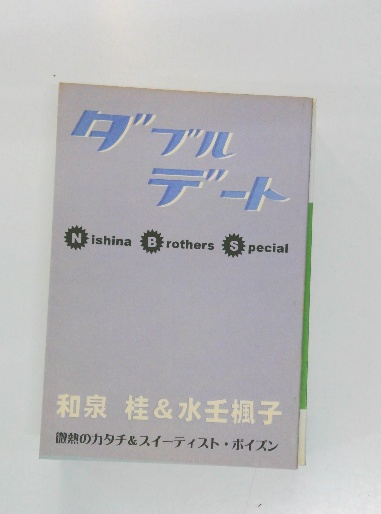 ダブル
デート
Nishina Brothers Special
和泉 桂&水壬楓子
微熱のカタチ&スイーティスト・ポイズン